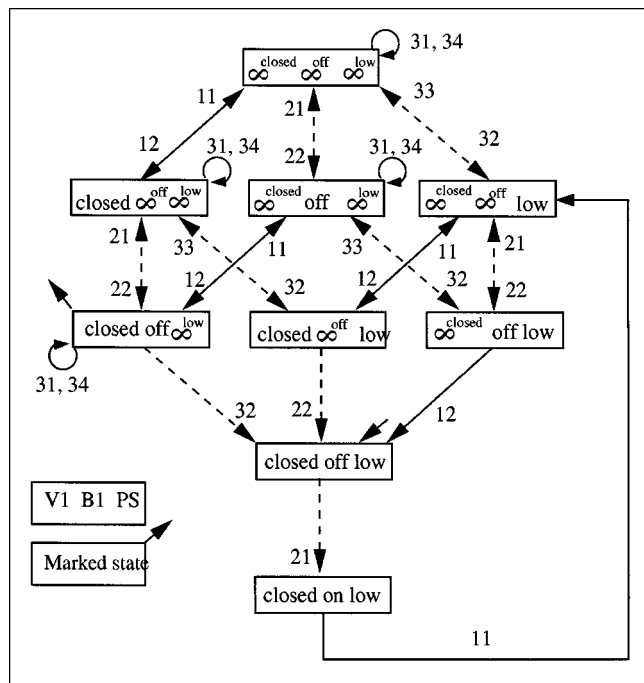 31, 34
∞closed ∞off ∞low
11 21 33
12 22 32
31, 34 31, 34
closed ∞off ∞low
∞closed off ∞low
∞closed ∞off low
21 33 11 33 11 21
22 12 32 12 32 22
closed off ∞low
closed ∞off low
∞closed off low
31, 34
32 22 12
closed off low
V1 B1 PS
21
Marked state
closed on low
11